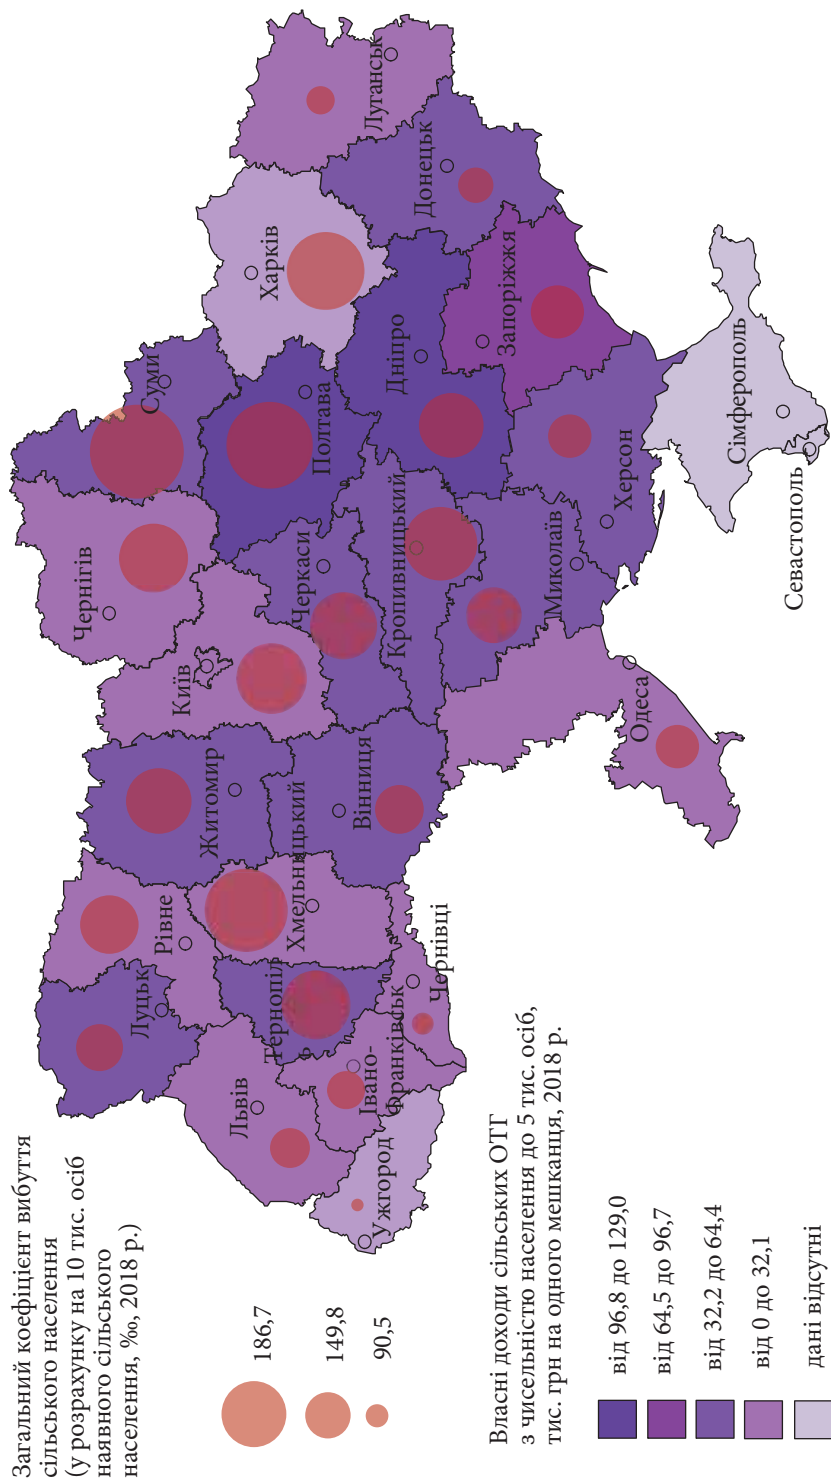 Загальний коефіцієнт вибуття
сільського населення
(у розрахунку на 10 тис. осіб
наявного сільського
населення, ‰, 2018 р.)
186,7
149,8
90,5
Власні доходи сільських ОТГ
з чисельністю населення до 5 тис. осіб,
тис. грн на одного мешканця, 2018 р.
від 96,8 до 129,0
від 64,5 до 96,7
від 32,2 до 64,4
від 0 до 32,1
дані відсутні
Луцьк
Рівне
Житомир
Київ
Чернігів
Суми
Львів
Тернопіл
ь
Хмельницький
Вінниця
Черкаси
Полтава
Харків
Луганськ
Ужгород
Івано-
Франківськ
Чернівці
Кропивницький
Дніпро
Донецьк
Запоріжжя
Миколаїв
Херсон
Одеса
Сімферополь
Севастополь